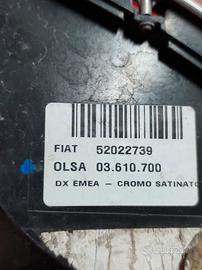 FIAT 52022739
OLSA 03.610.700
DX EMEA – CROMO SATINATO